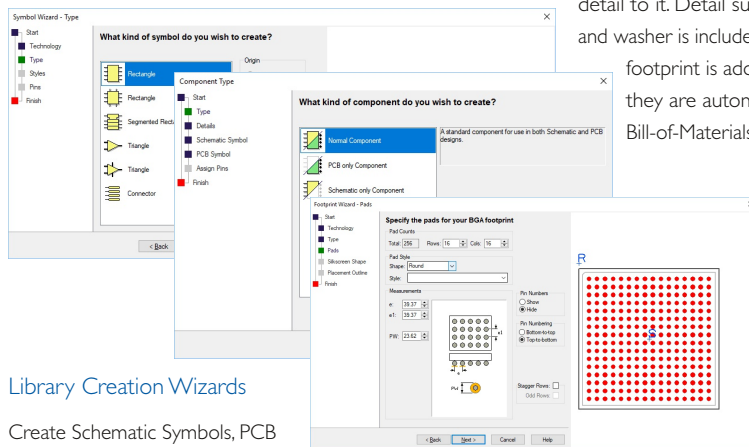 detail to it. Detail su
and washer is include
footprint is add
they are autom
Bill-of-Materials
Symbol Wizard - Type
Start
Technology
Type
Styles
Pins
Finish
What kind of symbol do you wish to create?
Origin
Rectangle
Rectangle
Segmented Recta
Triangle
Triangle
Connector
< Back
Component Type
Start
Type
Details
Schematic Symbol
PCB Symbol
Assign Pins
Finish
What kind of component do you wish to create?
Normal Component
PCB only Component
Schematic only Component
A standard component for use in both Schematic and PCB
designs.
Footprint Wizard - Pads
Start
Technology
Type
Pads
Silkscreen Shape
Placement Outline
Finish
Specify the pads for your BGA footprint
Pad Counts
Total: 256 Rows: 16 Cols: 16
Pad Style
Shape: Round
Style:
Measurements
e: 39.37
e1: 39.37
PW: 23.62
e1
e
PW
Pin Numbers
Show
Hide
Pin Numbering
Bottom-to-top
Top-to-bottom
Stagger Rows:
Odd Rows:
< Back Next > Cancel Help
R
S
Library Creation Wizards
Create Schematic Symbols, PCB